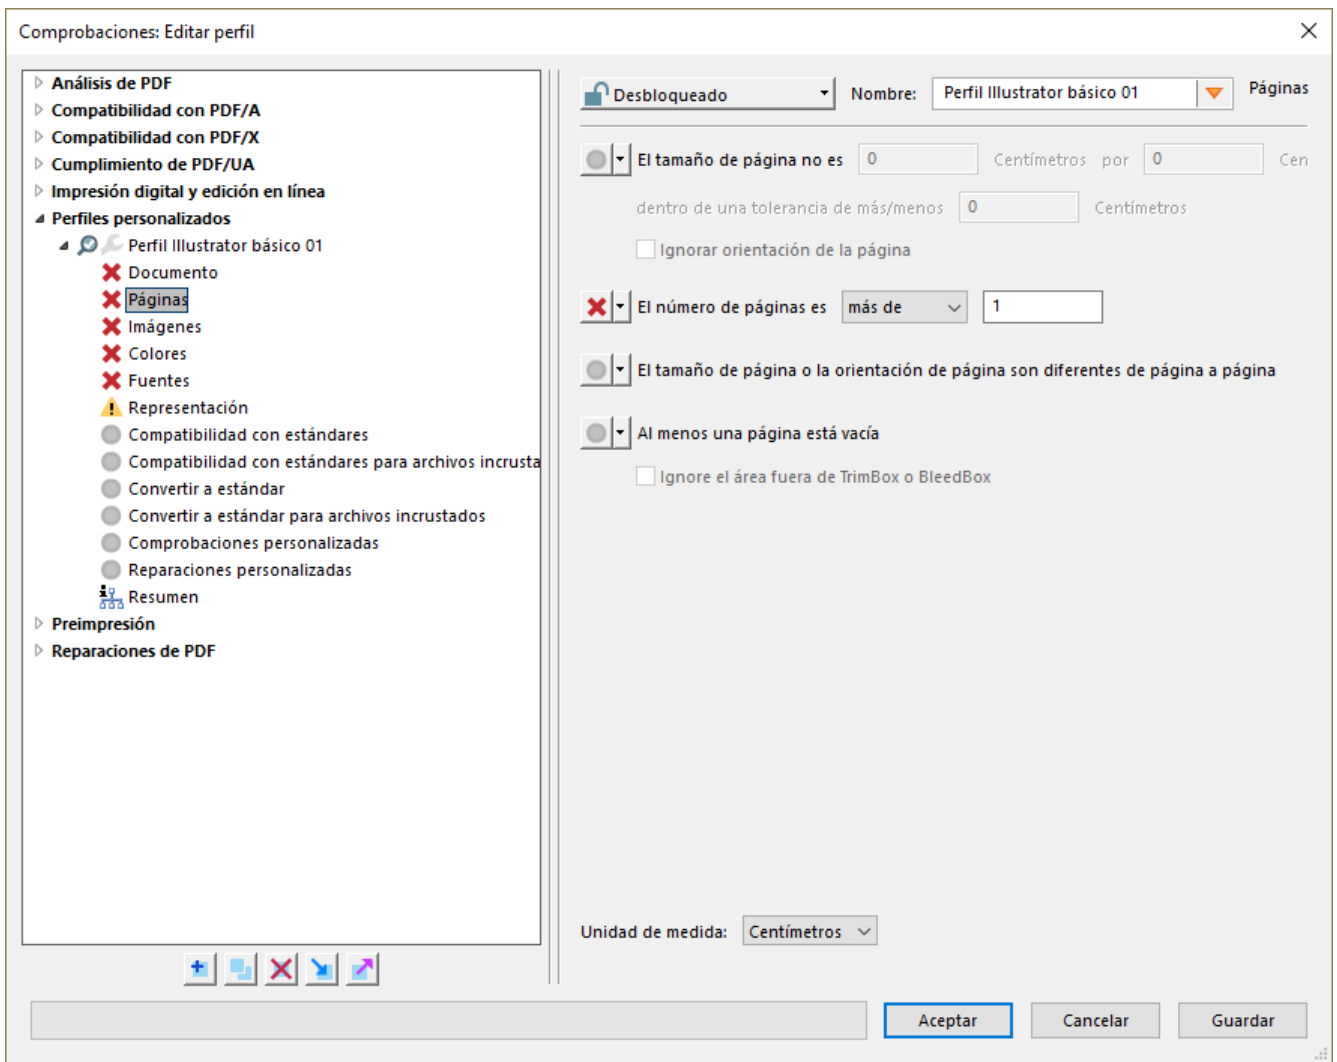 Comprobaciones: Editar perfil
Análisis de PDF
Compatibilidad con PDF/A
Compatibilidad con PDF/X
Cumplimiento de PDF/UA
Impresión digital y edición en línea
Perfiles personalizados
Perfil Illustrator básico 01
Documento
Páginas
Imágenes
Colores
Fuentes
Representación
Compatibilidad con estándares
Compatibilidad con estándares para archivos incrusta
Convertir a estándar
Convertir a estándar para archivos incrustados
Comprobaciones personalizadas
Reparaciones personalizadas
Resumen
Preimpresión
Reparaciones de PDF
Desbloqueado Nombre: Perfil Illustrator básico 01 Páginas
El tamaño de página no es 0 Centímetros por 0 Cen
dentro de una tolerancia de más/menos 0 Centímetros
Ignorar orientación de la página
El número de páginas es más de 1
El tamaño de página o la orientación de página son diferentes de página a página
Al menos una página está vacía
Ignore el área fuera de TrimBox o BleedBox
Unidad de medida: Centímetros
Aceptar Cancelar Guardar